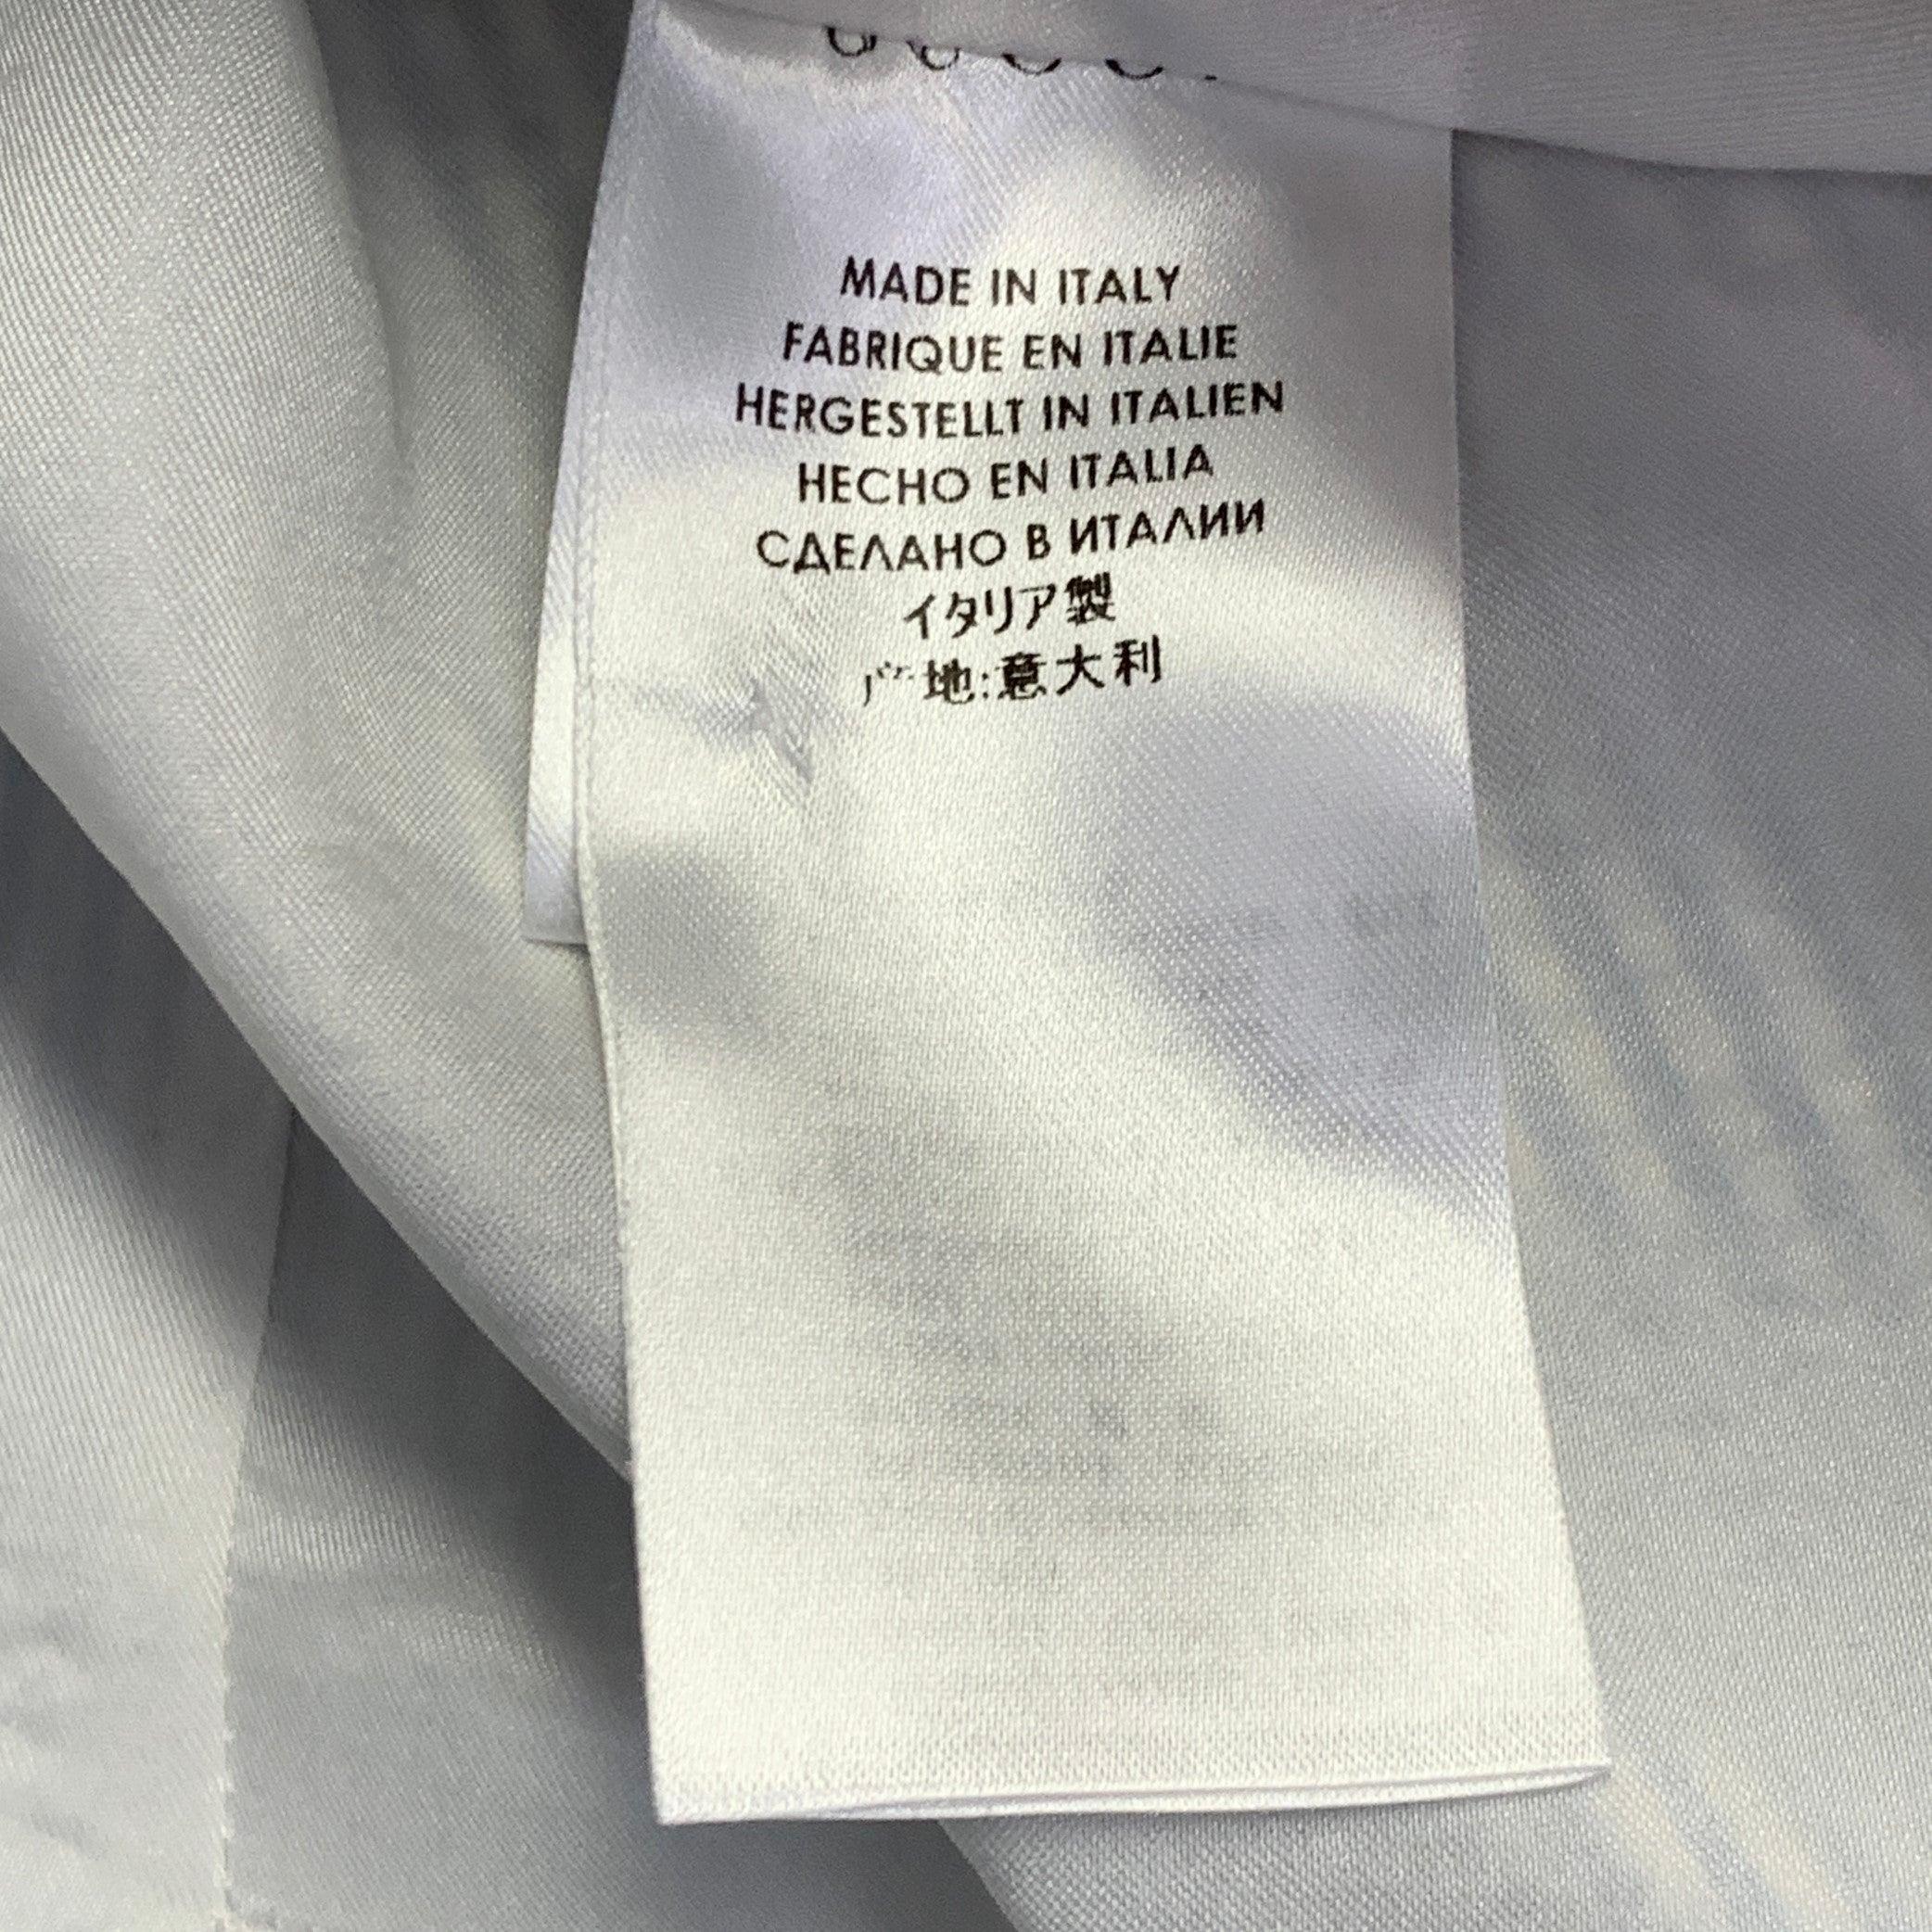 MADE IN ITALY
FABRIQUE EN ITALIE
HERGESTELLT IN ITALIEN
HECHO EN ITALIA
СДЕЛАНО В ИТАЛИИ
イタリア製
地:意大利